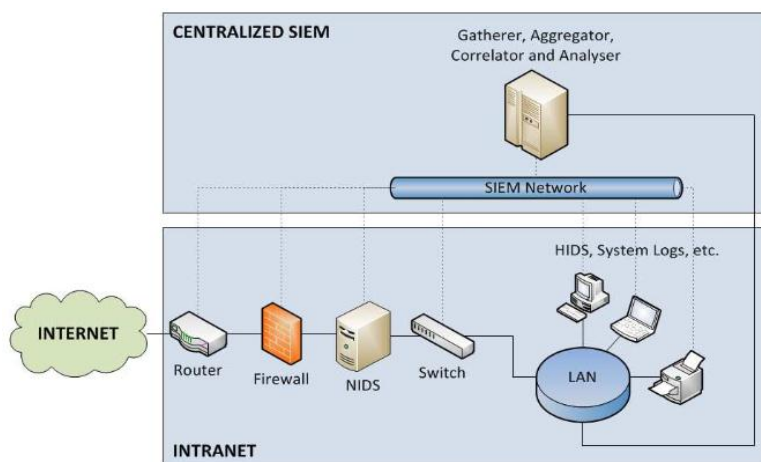 CENTRALIZED SIEM
Gatherer, Aggregator,
Correlator and Analyser
SIEM Network
HIDS, System Logs, etc.
INTERNET
Router
Firewall
NIDS
Switch
LAN
INTRANET